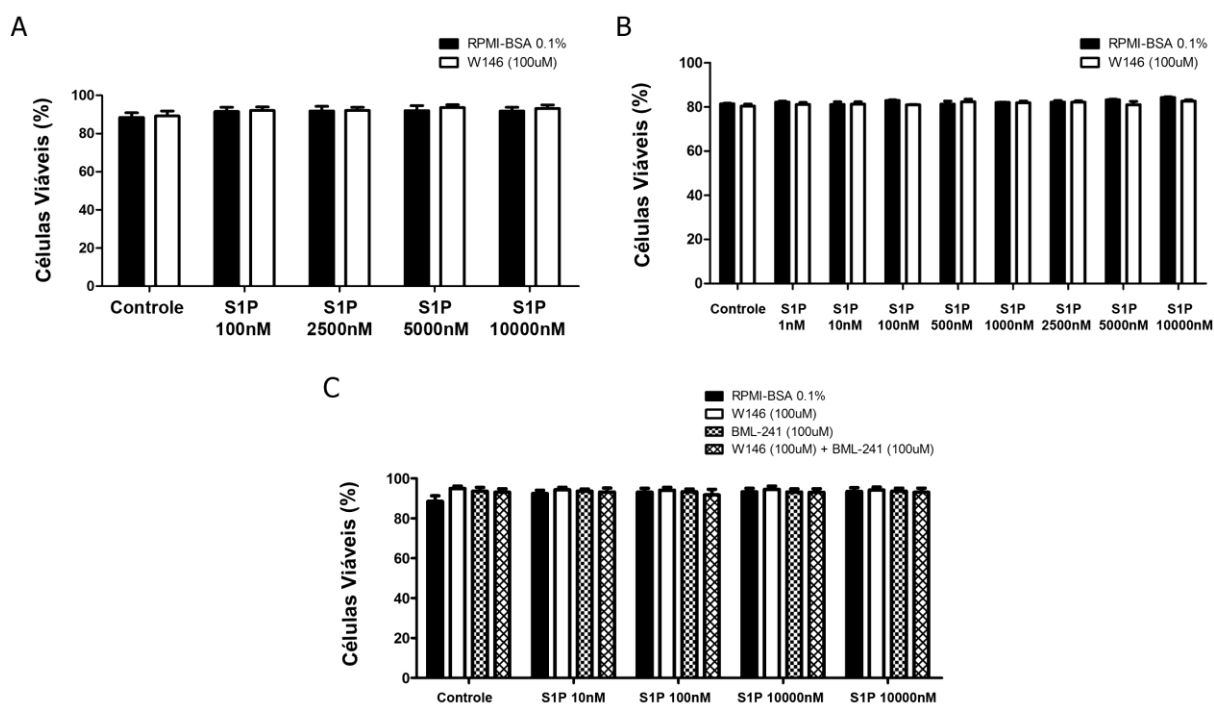 A
RPMI-BSA 0.1%
W146 (100uM)
Células Viáveis (%)
100
80
60
40
20
0
Controle
S1P
100nM
S1P
2500nM
S1P
5000nM
S1P
10000nM
B
RPMI-BSA 0.1%
W146 (100uM)
Células Viáveis (%)
100
80
60
40
20
0
Controle
S1P
1nM
S1P
10nM
S1P
100nM
S1P
500nM
S1P
1000nM
S1P
2500nM
S1P
5000nM
S1P
10000nM
C
RPMI-BSA 0.1%
W146 (100uM)
BML-241 (100uM)
W146 (100uM) + BML-241 (100uM)
Células Viáveis (%)
100
80
60
40
20
0
Controle
S1P 10nM
S1P 100nM
S1P 10000nM
S1P 10000nM